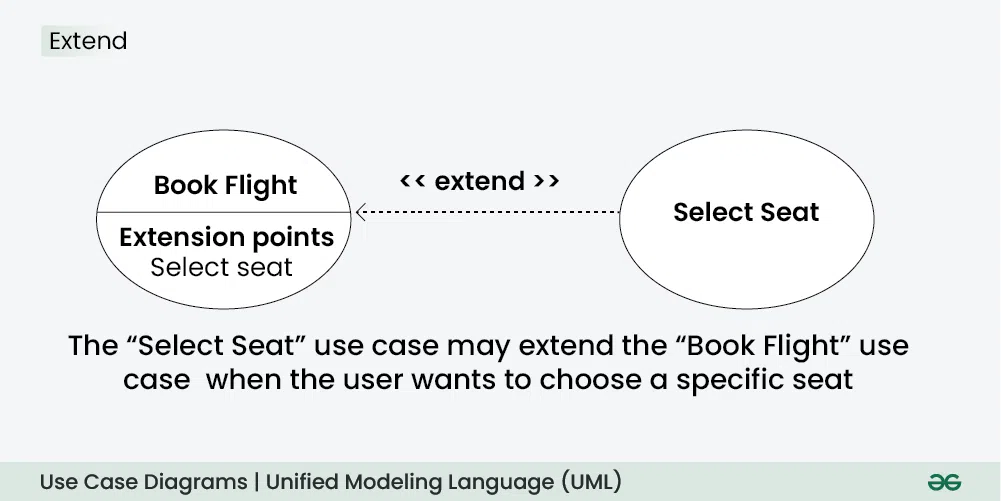 Extend
Book Flight
Extension points
Select seat
<< extend >>
Select Seat
The “Select Seat” use case may extend the “Book Flight” use
case  when the user wants to choose a specific seat
Use Case Diagrams | Unified Modeling Language (UML)